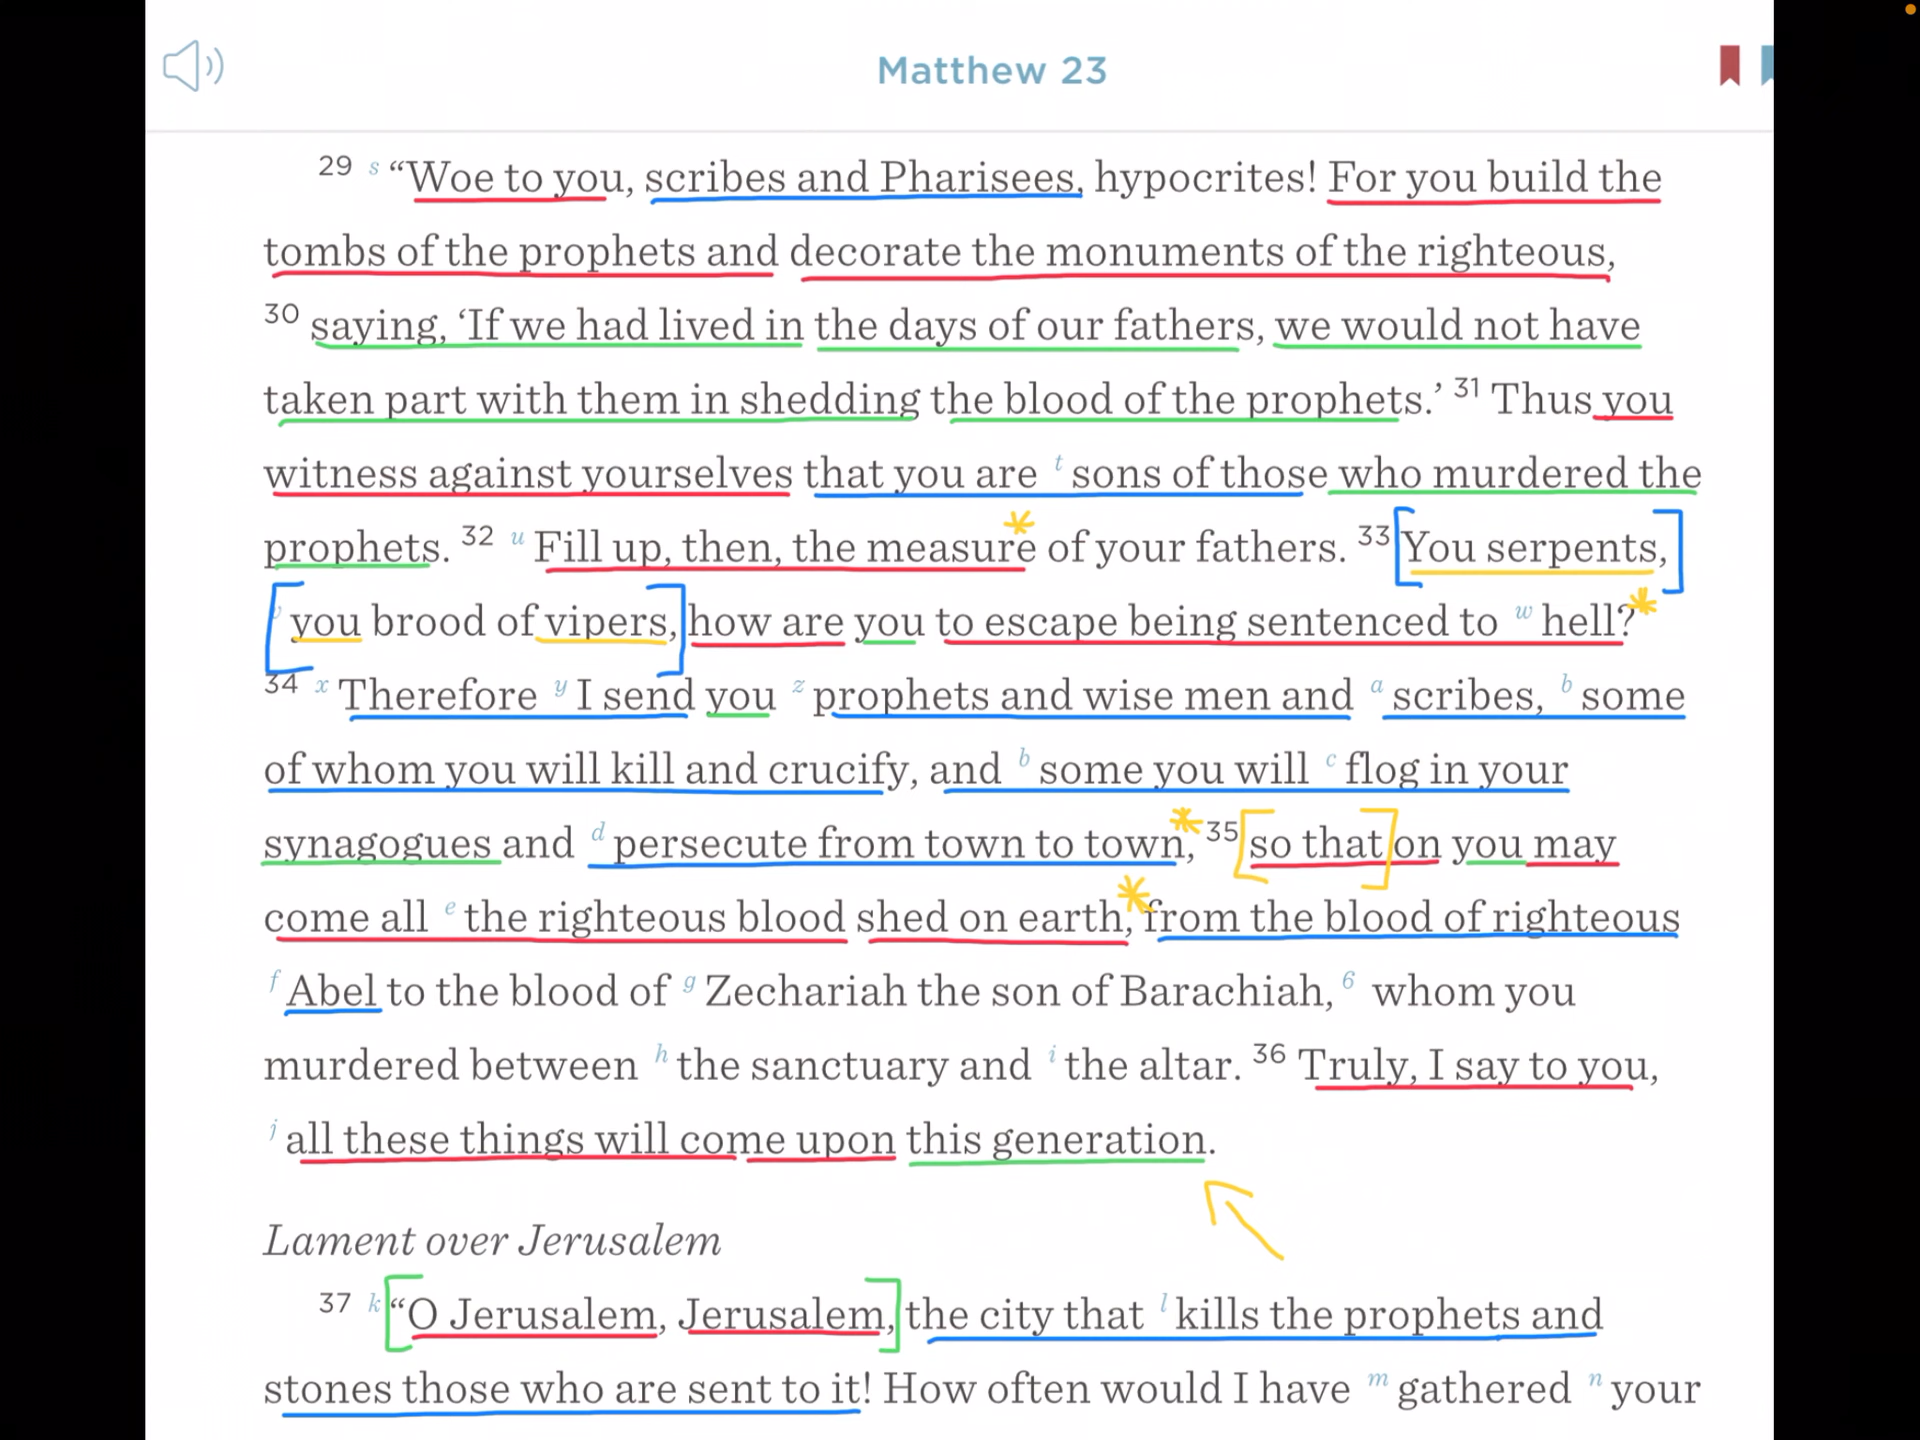 Matthew 23
29 s “Woe to you, scribes and Pharisees, hypocrites! For you build the
tombs of the prophets and decorate the monuments of the righteous,
30 saying, ‘If we had lived in the days of our fathers, we would not have
taken part with them in shedding the blood of the prophets.’ 31 Thus you
witness against yourselves that you are t sons of those who murdered the
prophets. 32 u Fill up, then, the measure of your fathers. 33 You serpents,
v you brood of vipers, how are you to escape being sentenced to w hell?
34 x Therefore y I send you z prophets and wise men and a scribes, b some
of whom you will kill and crucify, and b some you will c flog in your
synagogues and d persecute from town to town, 35 so that on you may
come all e the righteous blood shed on earth, from the blood of righteous
f Abel to the blood of g Zechariah the son of Barachiah, 6 whom you
murdered between h the sanctuary and i the altar. 36 Truly, I say to you,
j all these things will come upon this generation.
Lament over Jerusalem
37 k “O Jerusalem, Jerusalem, the city that l kills the prophets and
stones those who are sent to it! How often would I have m gathered n your